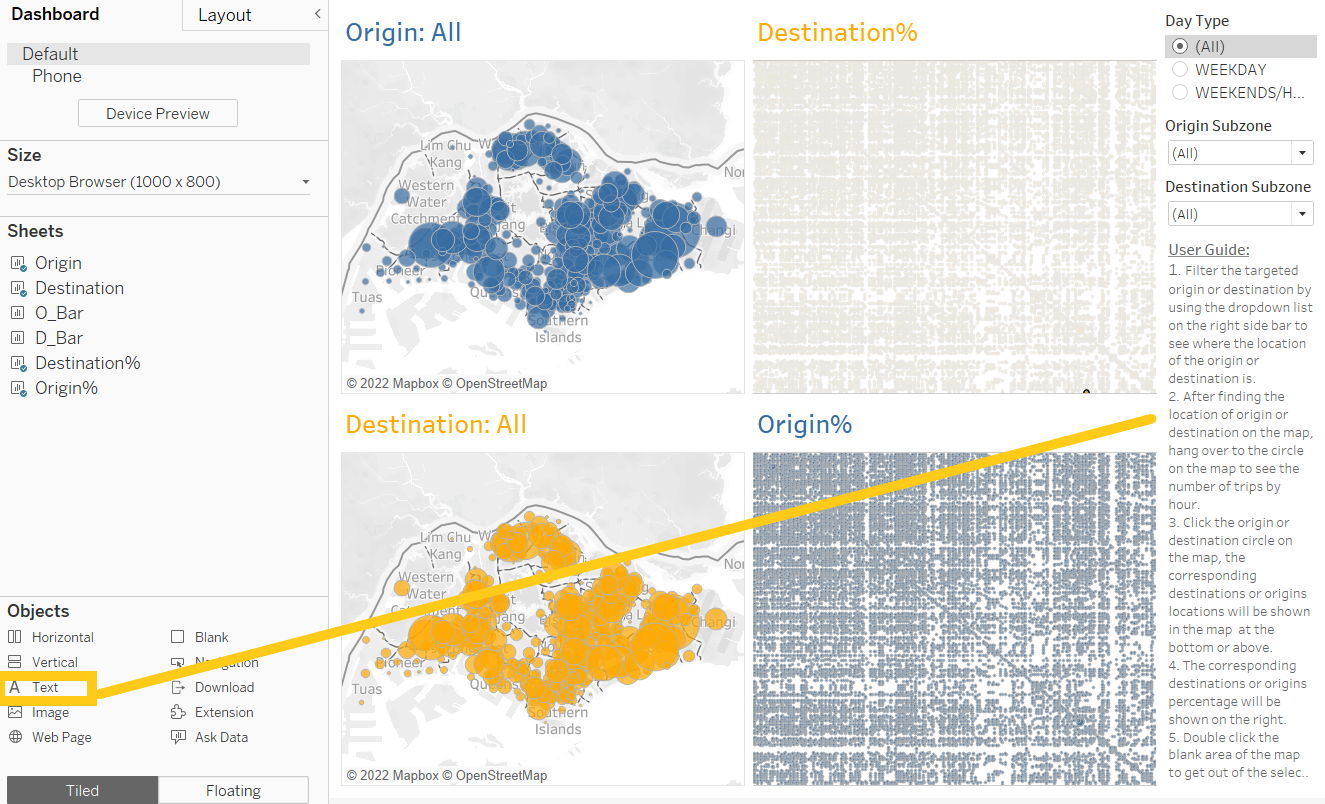 Dashboard
Layout
Default
Phone
Device Preview
Size
Desktop Browser (1000 x 800)
Sheets
Origin
Destination
O_Bar
D_Bar
Destination%
Origin%
Objects
Horizontal
Blank
Vertical
Navigation
Text
Download
Image
Extension
Web Page
Ask Data
Tiled
Floating
Origin: All
Lim Chu
Kang
Western
Water
Catchment
Pioneer
Tuas
Southern
Islands
Changi
© 2022 Mapbox © OpenStreetMap
Destination%
Destination: All
Lim Chu
Kang
Western
Water
Pioneer
Tuas
Southern
Islands
Changi
© 2022 Mapbox © OpenStreetMap
Origin%
Day Type
(All)
WEEKDAY
WEEKENDS/H...
Origin Subzone
(All)
Destination Subzone
(All)
User Guide:
1. Filter the targeted
origin or destination by
using the dropdown list
on the right side bar to
see where the location
of the origin or
destination is.
2. After finding the
location of origin or
destination on the map,
hang over to the circle
on the map to see the
number of trips by
hour.
3. Click the origin or
destination circle on
the map, the
corresponding
destinations or origins
locations will be shown
in the map at the
bottom or above.
4. The corresponding
destinations or origins
percentage will be
shown on the right.
5. Double click the
blank area of the map
to get out of the selec..